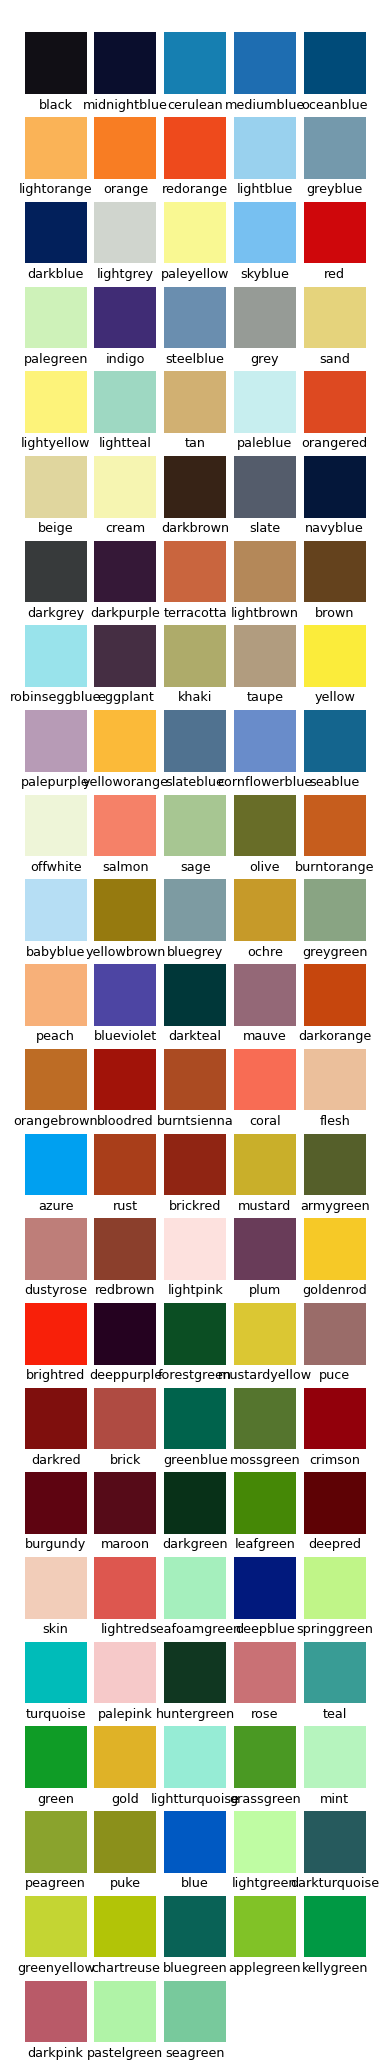 black midnightblue cerulean mediumblue oceanblue
lightorange orange redorange lightblue greyblue
darkblue lightgrey paleyellow skyblue red
palegreen indigo steelblue grey sand
lightyellow lightteal tan paleblue orangered
beige cream darkbrown slate navyblue
darkgrey darkpurple terracotta lightbrown brown
robinseggblue eggplant khaki taupe yellow
palepurple yelloworange slateblue cornflowerblue seablue
offwhite salmon sage olive burntorange
babyblue yellowbrown bluegrey ochre greygreen
peach blueviolet darkteal mauve darkorange
orangebrown bloodred burntsienna coral flesh
azure rust brickred mustard armygreen
dustyrose redbrown lightpink plum goldenrod
brightred deeppurple forestgreen mustardyellow puce
darkred brick greenblue mossgreen crimson
burgundy maroon darkgreen leafgreen deepred
skin lightred seafoamgreen deepblue springgreen
turquoise palepink huntergreen rose teal
green gold lightturquoise grassgreen mint
peagreen puke blue lightgreen darkturquoise
greenyellow chartreuse bluegreen applegreen kellygreen
darkpink pastelgreen seagreen